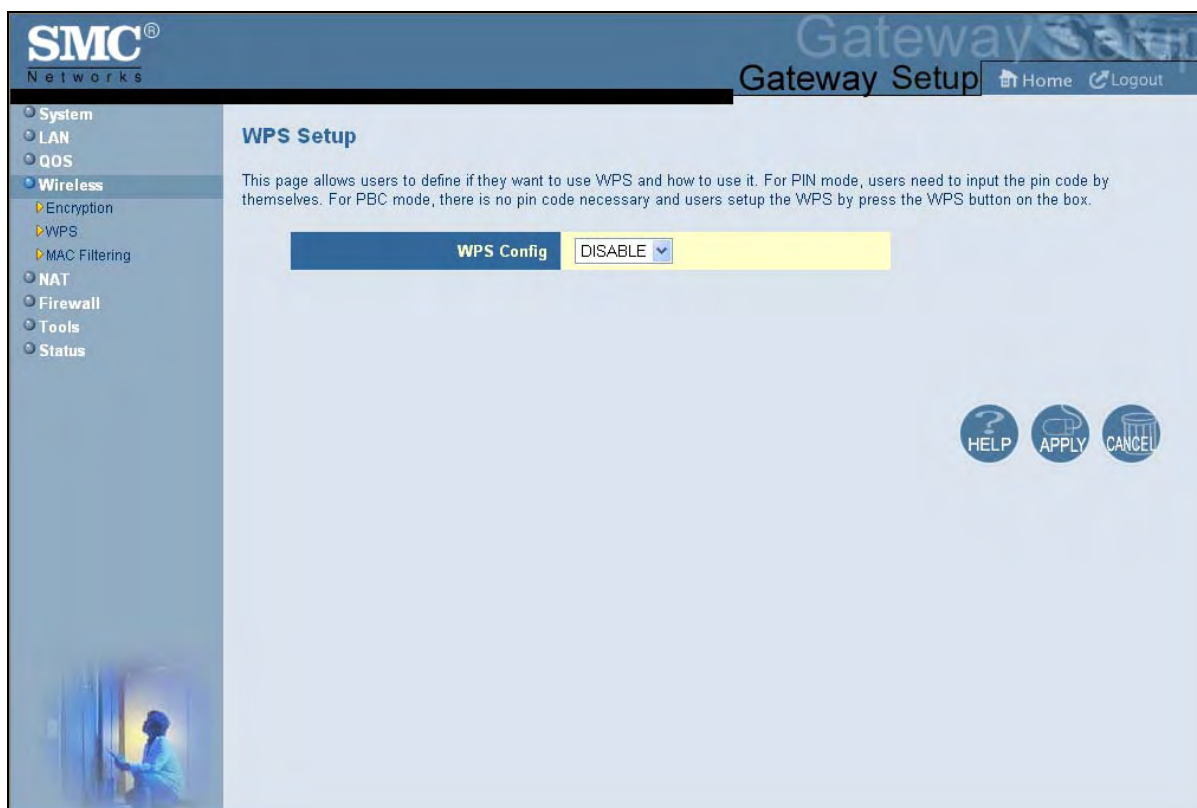 SMC®
Networks
Gateway Setup
Gateway Setup
Home
Logout
System
LAN
QOS
Wireless
Encryption
WPS
MAC Filtering
NAT
Firewall
Tools
Status
WPS Setup
This page allows users to define if they want to use WPS and how to use it. For PIN mode, users need to input the pin code by
themselves. For PBC mode, there is no pin code necessary and users setup the WPS by press the WPS button on the box.
WPS Config
DISABLE
HELP
APPLY
CANCEL